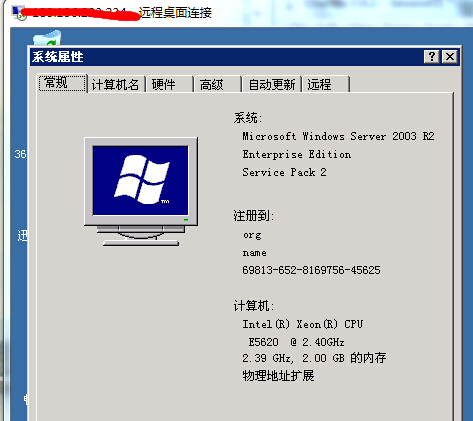 远程桌面连接
系统属性
常规
计算机名
硬件
高级
自动更新
远程
系统:
Microsoft Windows Server 2003 R2
Enterprise Edition
Service Pack 2
注册到:
org
name
69813-652-8169756-45625
计算机:
Intel(R) Xeon(R) CPU
E5620 @ 2.40GHz
2.39 GHz, 2.00 GB 的内存
物理地址扩展
36
迅